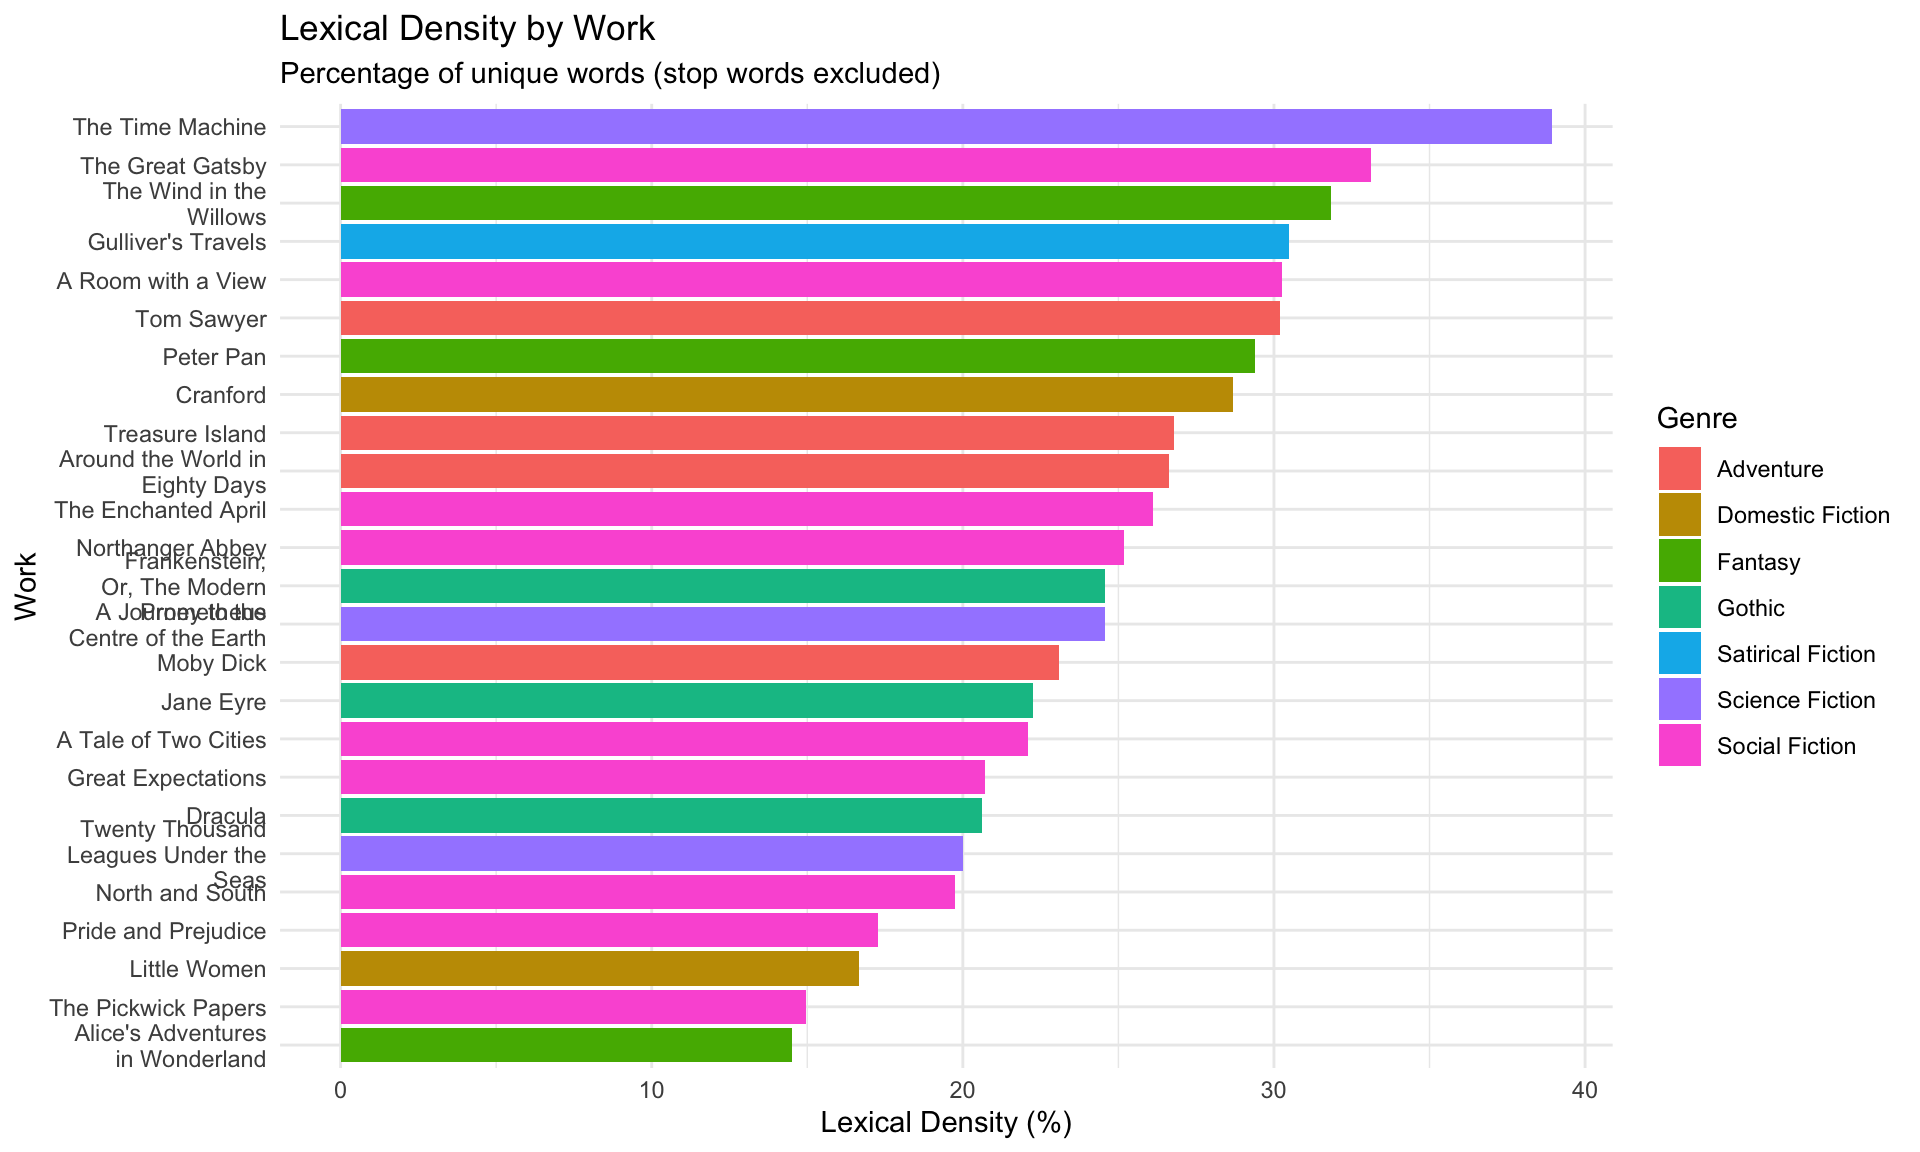 Lexical Density by Work
Percentage of unique words (stop words excluded)
The Time Machine
The Great Gatsby
The Wind in the
Willows
Gulliver's Travels
A Room with a View
Tom Sawyer
Peter Pan
Cranford
Treasure Island
Around the World in
Eighty Days
The Enchanted April
Northanger Abbey
Frankenstein;
Or, The Modern
Prometheus
A Journey to the
Centre of the Earth
Moby Dick
Jane Eyre
A Tale of Two Cities
Great Expectations
Dracula
Twenty Thousand
Leagues Under the
Seas
North and South
Pride and Prejudice
Little Women
The Pickwick Papers
Alice's Adventures
in Wonderland
Work
0 10 20 30 40
Lexical Density (%)
Genre
Adventure
Domestic Fiction
Fantasy
Gothic
Satirical Fiction
Science Fiction
Social Fiction